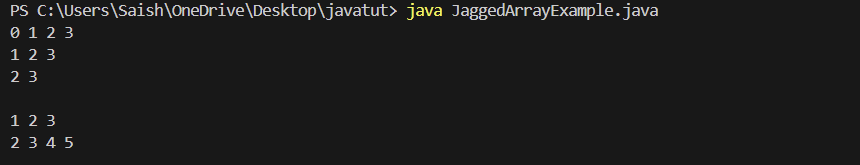 PS C:\Users\Saish\OneDrive\Desktop\javatut> java JaggedArrayExample.java
0 1 2 3
1 2 3
2 3

1 2 3
2 3 4 5